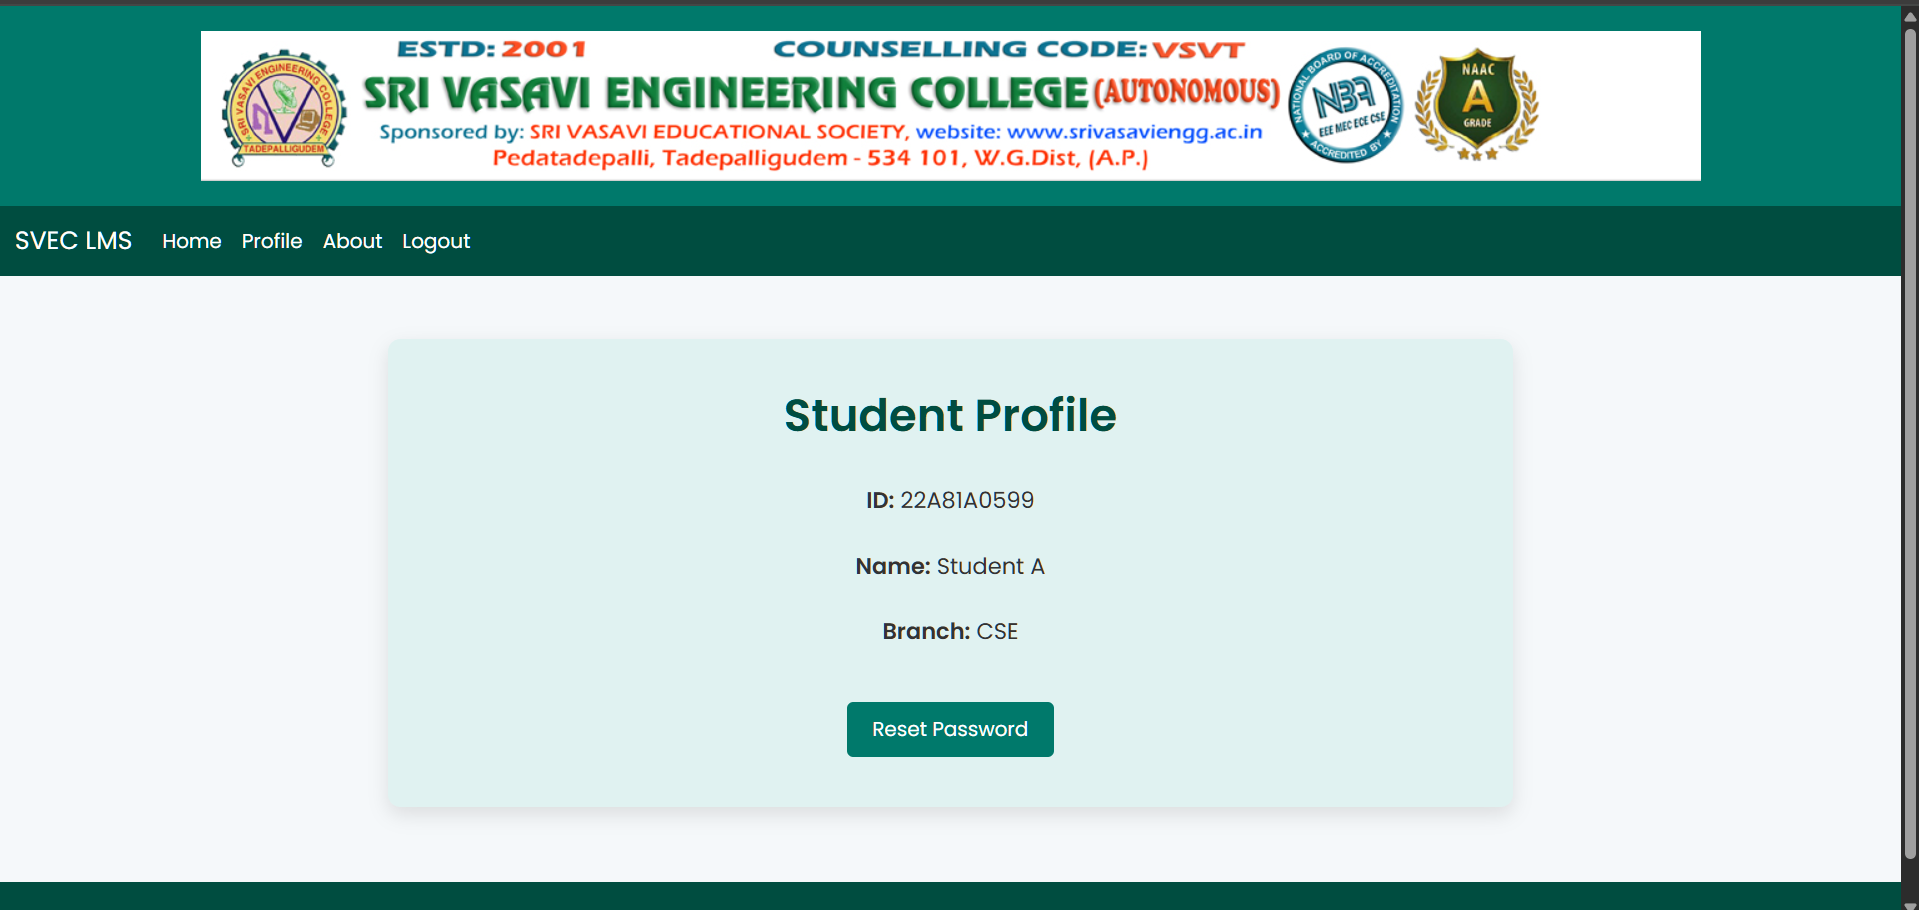 ESTD: 2001 COUNSELLING CODE: VSVT
SRI VASAVI ENGINEERING COLLEGE (AUTONOMOUS)
Sponsored by: SRI VASAVI EDUCATIONAL SOCIETY, website: www.srivasaviengg.ac.in
Pedatadepalli, Tadepalligudem - 534 101, W.G.Dist, (A.P.)
SRI VASAVI ENGINEERING COLLEGE
TADEPALLIGUDEM
NATIONAL BOARD OF ACCREDITATION
NBA
EEE MEC ECE CSE
ACCREDITED BY
NAAC
A
GRADE
SVEC LMS Home Profile About Logout
Student Profile
ID: 22A81A0599
Name: Student A
Branch: CSE
Reset Password